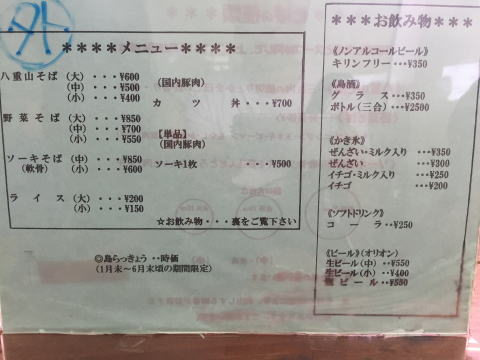 外
＊＊＊＊メニュー＊＊＊＊
八重山そば (大)・・・¥600
(中)・・・¥500
(小)・・・¥400
野菜そば (大)・・・¥850
(中)・・・¥700
(小)・・・¥550
ソーキそば (中)・・・¥850
(軟骨) (小)・・・¥600
ライス (大)・・・¥200
(小)・・・¥150
(国内豚肉)
カツ丼・・・¥700
【単品】
(国内豚肉)
ソーキ1枚・・・¥500
☆お飲み物・・・裏をご覧下さい
◎島らっきょう・・時価
(1月末～6月末頃の期間限定)
＊＊＊お飲み物＊＊＊
《ノンアルコールビール》
キリンフリー・・・¥350
《島酒》
グラス・・・¥350
ボトル(三合)・・・¥2500
《かき氷》
ぜんざい・ミルク入り・・・¥350
ぜんざい・・・¥300
イチゴ・ミルク入り・・・¥250
イチゴ・・・¥200
《ソフトドリンク》
コーラ・・・¥250
《ビール》(オリオン)
生ビール(中)・・・¥550
生ビール(小)・・・¥400
瓶ビール・・・¥550